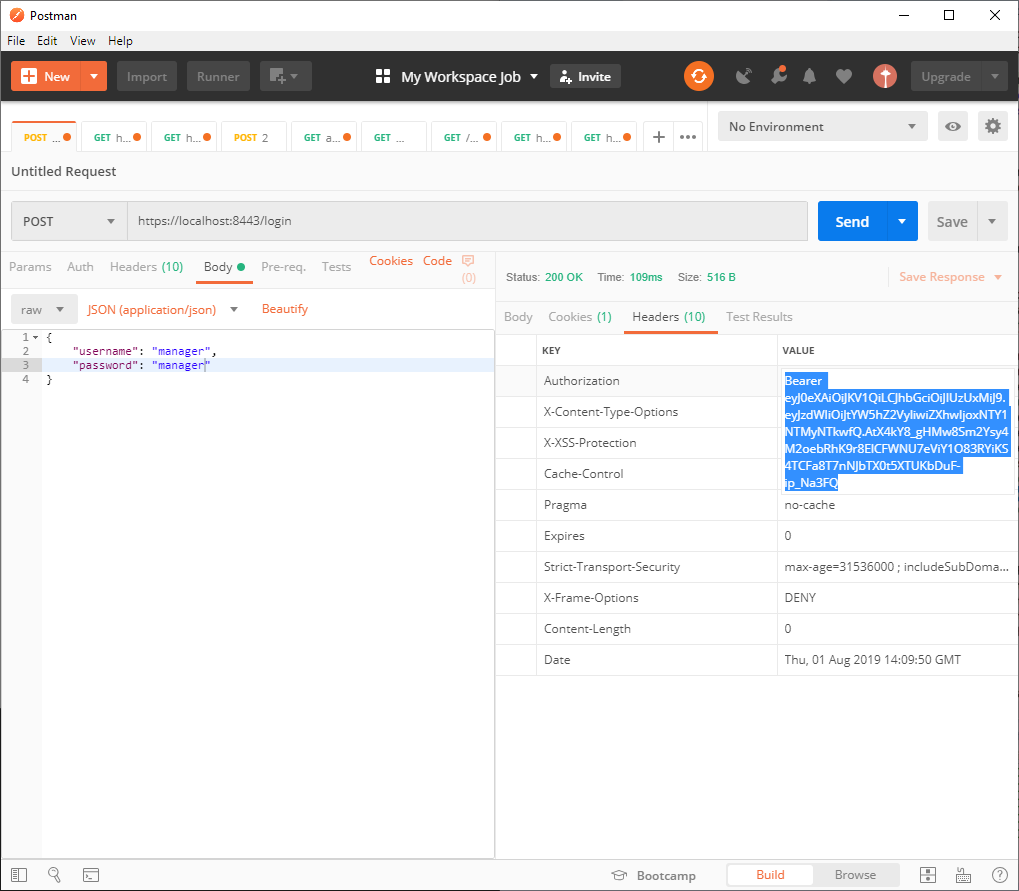 Postman
File Edit View Help
New Import Runner My Workspace Job Invite Upgrade
POST ... GET h... GET h... POST 2 GET a... GET ... GET /... GET h... GET h... + ••• No Environment
Untitled Request
POST https://localhost:8443/login Send Save
Params Auth Headers (10) Body Pre-req. Tests Cookies Code (0)
Status: 200 OK Time: 109ms Size: 516 B Save Response
raw JSON (application/json) Beautify
Body Cookies (1) Headers (10) Test Results
1 {
2 "username": "manager",
3 "password": "manager"
4 }
KEY VALUE
Authorization Bearer
eyJ0eXAiOiJKV1QiLCJhbGciOiJIUzUxMiJ9.
eyJzdWIiOiJtYW5hZ2VyIiwiZXhwIjoxNTY1
NTMyNTkwfQ.AtX4kY8_gHMw8Sm2Ysy4
M2oebRhK9r8EICFWNU7eViY1O83RYiKS
4TCFa8T7nNJbTX0t5XTUKbDuF-
ip_Na3FQ
X-Content-Type-Options
X-XSS-Protection
Cache-Control
Pragma no-cache
Expires 0
Strict-Transport-Security max-age=31536000 ; includeSubDoma...
X-Frame-Options DENY
Content-Length 0
Date Thu, 01 Aug 2019 14:09:50 GMT
Bootcamp Build Browse